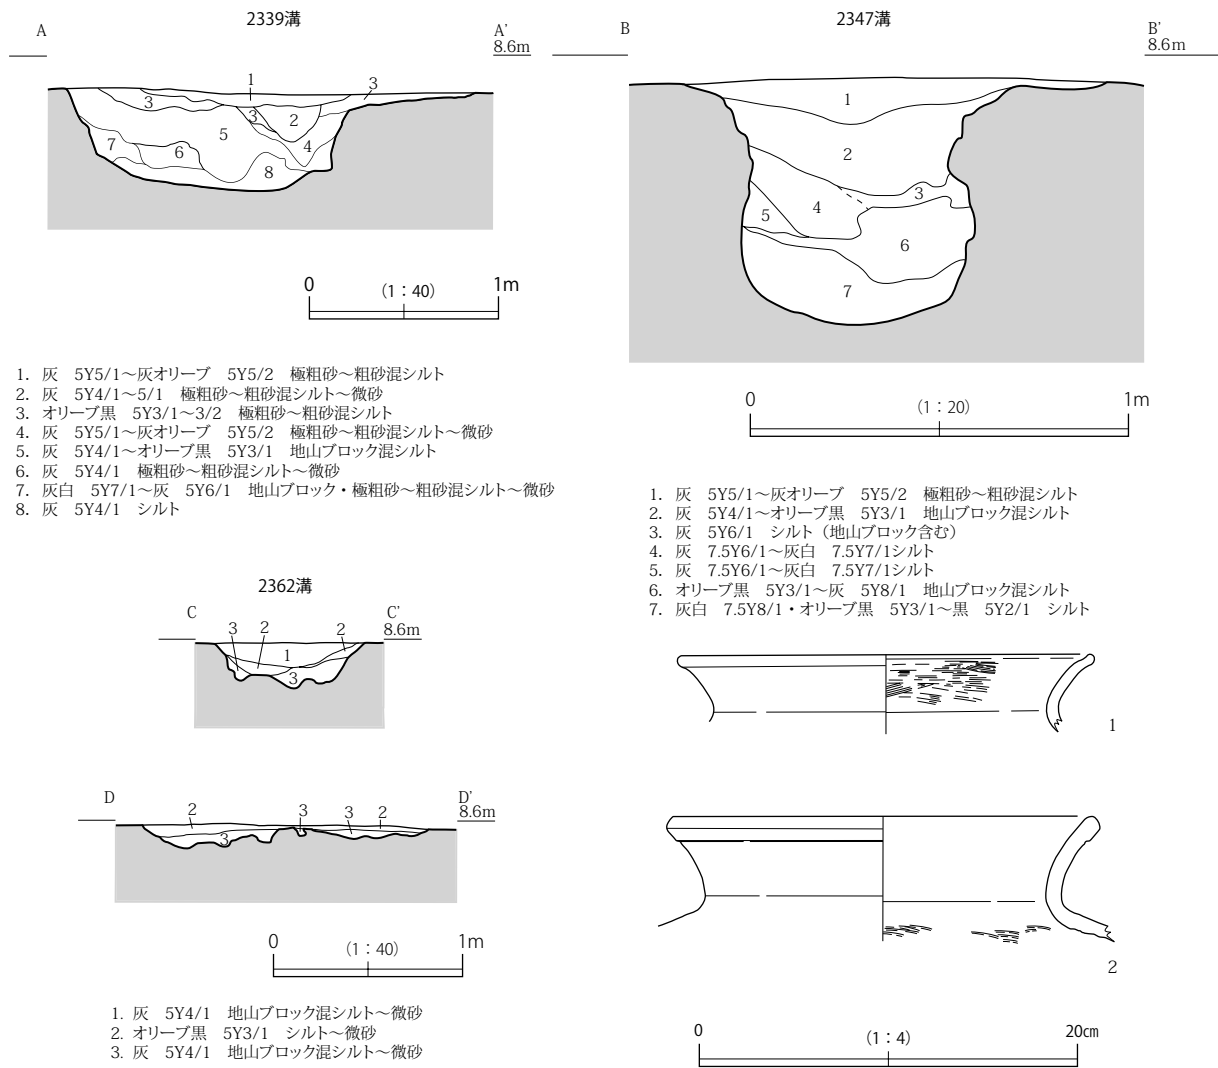 2339溝
A
A'
8.6m
1
3
3
3
2
5
4
7
6
8
0
(1：40)
1m
1. 灰　5Y5/1～灰オリーブ　5Y5/2　極粗砂～粗砂混シルト
2. 灰　5Y4/1～5/1　極粗砂～粗砂混シルト～微砂
3. オリーブ黒　5Y3/1～3/2　極粗砂～粗砂混シルト
4. 灰　5Y5/1～灰オリーブ　5Y5/2　極粗砂～粗砂混シルト～微砂
5. 灰　5Y4/1～オリーブ黒　5Y3/1　地山ブロック混シルト
6. 灰　5Y4/1　極粗砂～粗砂混シルト～微砂
7. 灰白　5Y7/1～灰　5Y6/1　地山ブロック・極粗砂～粗砂混シルト～微砂
8. 灰　5Y4/1　シルト
2347溝
B
B'
8.6m
1
2
3
4
5
6
7
0
(1：20)
1m
1. 灰　5Y5/1～灰オリーブ　5Y5/2　極粗砂～粗砂混シルト
2. 灰　5Y4/1～オリーブ黒　5Y3/1　地山ブロック混シルト
3. 灰　5Y6/1　シルト（地山ブロック含む）
4. 灰　7.5Y6/1～灰白　7.5Y7/1シルト
5. 灰　7.5Y6/1～灰白　7.5Y7/1シルト
6. オリーブ黒　5Y3/1～灰　5Y8/1　地山ブロック混シルト
7. 灰白　7.5Y8/1・オリーブ黒　5Y3/1～黒　5Y2/1　シルト
2362溝
C
C'
8.6m
3
2
2
1
3
D
D'
8.6m
2
3
3
2
3
0
(1：40)
1m
1. 灰　5Y4/1　地山ブロック混シルト～微砂
2. オリーブ黒　5Y3/1　シルト～微砂
3. 灰　5Y4/1　地山ブロック混シルト～微砂
1
2
0
(1：4)
20cm